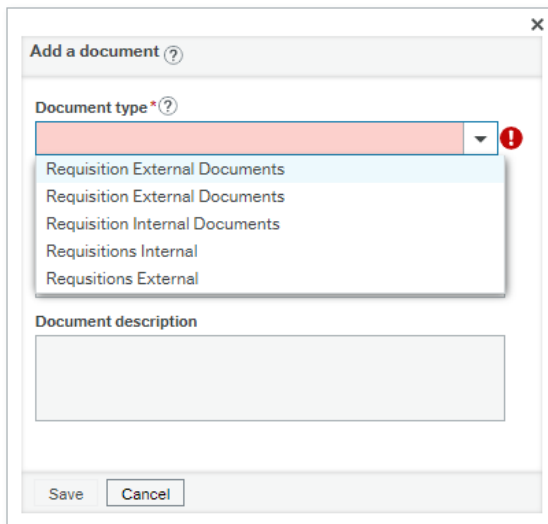 Add a document ?
Document type * ?
Requisition External Documents
Requisition External Documents
Requisition Internal Documents
Requisitions Internal
Requsitions External
Document description
Save Cancel